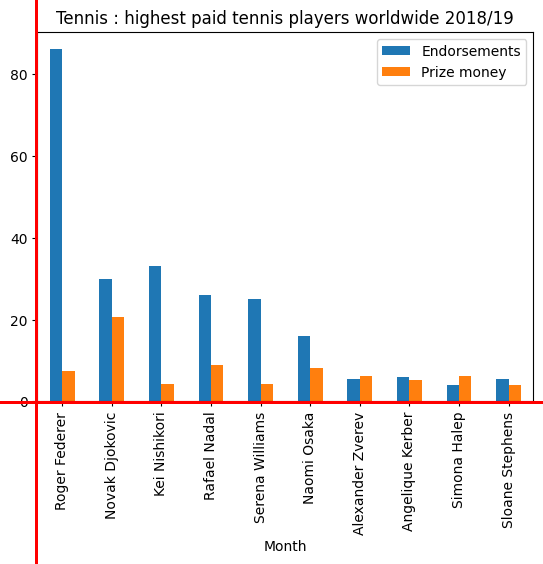 Tennis : highest paid tennis players worldwide 2018/19
Endorsements
Prize money
80
60
40
20
0
Roger Federer
Novak Djokovic
Kei Nishikori
Rafael Nadal
Serena Williams
Naomi Osaka
Alexander Zverev
Angelique Kerber
Simona Halep
Sloane Stephens
Month